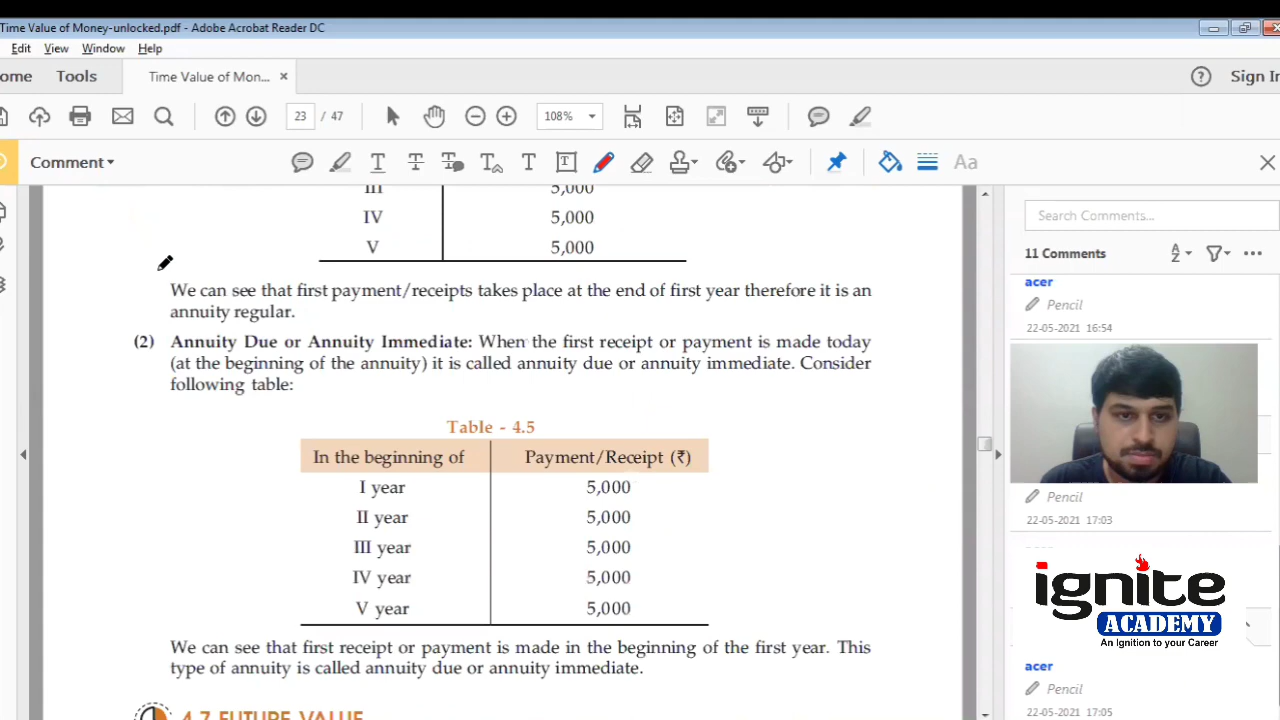 Time Value of Money-unlocked.pdf - Adobe Acrobat Reader DC
Edit View Window Help
ome Tools Time Value of Mon... Sign In
23 / 47 108%
Comment Aa
III 5,000
IV 5,000
V 5,000
We can see that first payment/receipts takes place at the end of first year therefore it is an
annuity regular.
(2) Annuity Due or Annuity Immediate: When the first receipt or payment is made today
(at the beginning of the annuity) it is called annuity due or annuity immediate. Consider
following table:
Table - 4.5
In the beginning of Payment/Receipt (₹)
I year 5,000
II year 5,000
III year 5,000
IV year 5,000
V year 5,000
We can see that first receipt or payment is made in the beginning of the first year. This
type of annuity is called annuity due or annuity immediate.
4.7 FUTURE VALUE
Search Comments...
11 Comments
acer
Pencil
22-05-2021 16:54
Pencil
22-05-2021 17:03
ignite
ACADEMY
An Ignition to your Career
acer
Pencil
22-05-2021 17:05